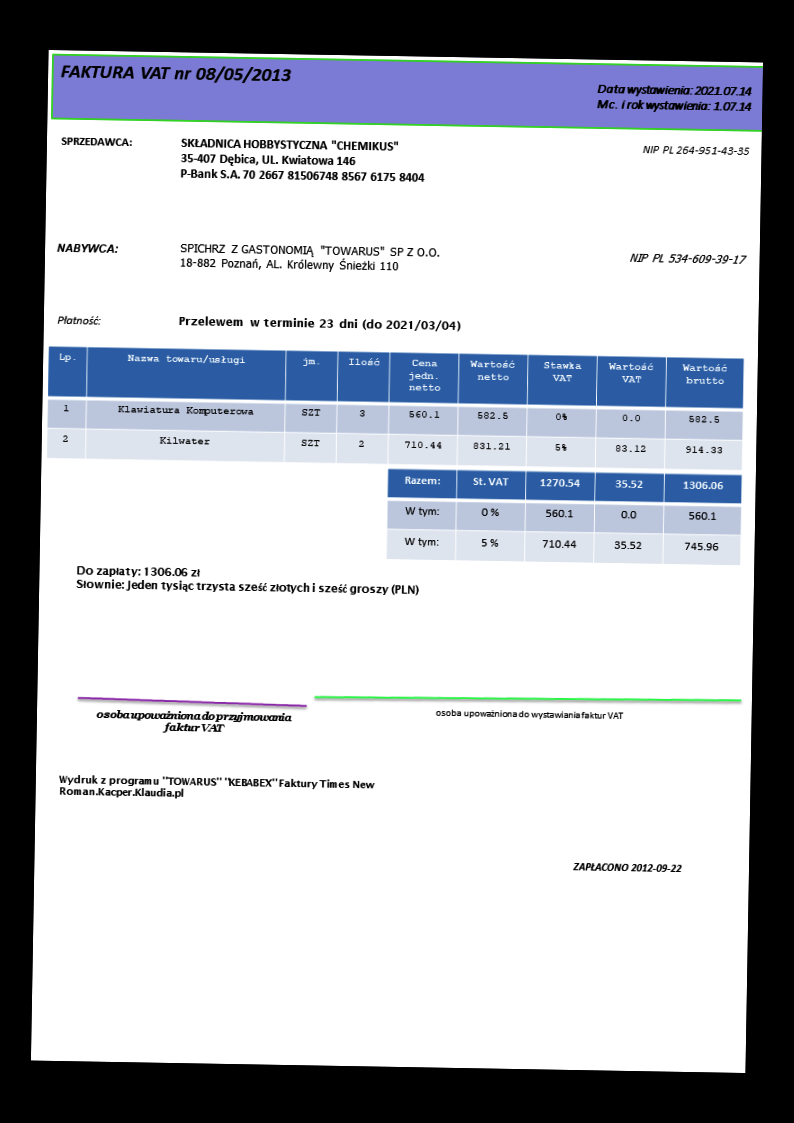 FAKTURA VAT nr 08/05/2013
Data wystawienia: 2021.07.14
Mc. i rok wystawienia: 1.07.14
SPRZEDAWCA:
SKŁADNICA HOBBYSTYCZNA "CHEMIKUS"
35-407 Dębica, UL. Kwiatowa 146
P-Bank S.A. 70 2667 81506748 8567 6175 8404
NIP PL 264-951-43-35
NABYWCA:
SPICHRZ Z GASTONOMIĄ "TOWARUS" SP Z O.O.
18-882 Poznań, AL. Królewny Śnieżki 110
NIP PL 534-609-39-17
Płatność: Przelewem w terminie 23 dni (do 2021/03/04)
Lp. Nazwa towaru/usługi jm. Ilość Cena jedn. netto Wartość netto Stawka VAT Wartość VAT Wartość brutto
1 Klawiatura Komputerowa SZT 3 560.1 582.5 0% 0.0 582.5
2 Kilwater SZT 2 710.44 831.21 5% 83.12 914.33
Razem: St. VAT 1270.54 35.52 1306.06
W tym: 0 % 560.1 0.0 560.1
W tym: 5 % 710.44 35.52 745.96
Do zapłaty: 1306.06 zł
Słownie: Jeden tysiąc trzysta sześć złotych i sześć groszy (PLN)
osoba upoważniona do przyjmowania
faktur VAT
osoba upoważniona do wystawiania faktur VAT
Wydruk z programu "TOWARUS" "KEBABEX" Faktury Times New
Roman.Kacper.Klaudia.pl
ZAPŁACONO 2012-09-22